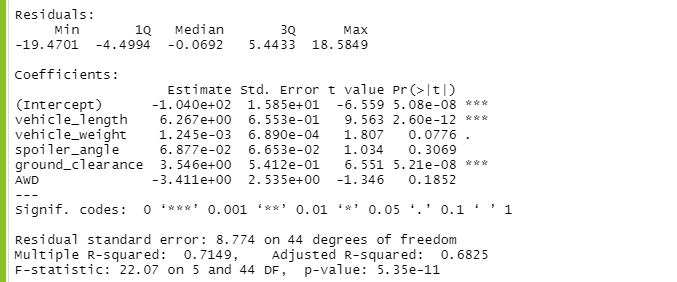 Residuals:
     Min       1Q   Median       3Q      Max
-19.4701  -4.4994  -0.0692   5.4433  18.5849
Coefficients:
                   Estimate Std. Error t value Pr(>|t|)
(Intercept)      -1.040e+02  1.585e+01  -6.559 5.08e-08 ***
vehicle_length    6.267e+00  6.553e-01   9.563 2.60e-12 ***
vehicle_weight    1.245e-03  6.890e-04   1.807   0.0776 .
spoiler_angle     6.877e-02  6.653e-02   1.034   0.3069
ground_clearance  3.546e+00  5.412e-01   6.551 5.21e-08 ***
AWD              -3.411e+00  2.535e+00  -1.346   0.1852
---
Signif. codes:  0 ‘***’ 0.001 ‘**’ 0.01 ‘*’ 0.05 ‘.’ 0.1 ‘ ’ 1
Residual standard error: 8.774 on 44 degrees of freedom
Multiple R-squared:  0.7149,    Adjusted R-squared:  0.6825
F-statistic: 22.07 on 5 and 44 DF,  p-value: 5.35e-11